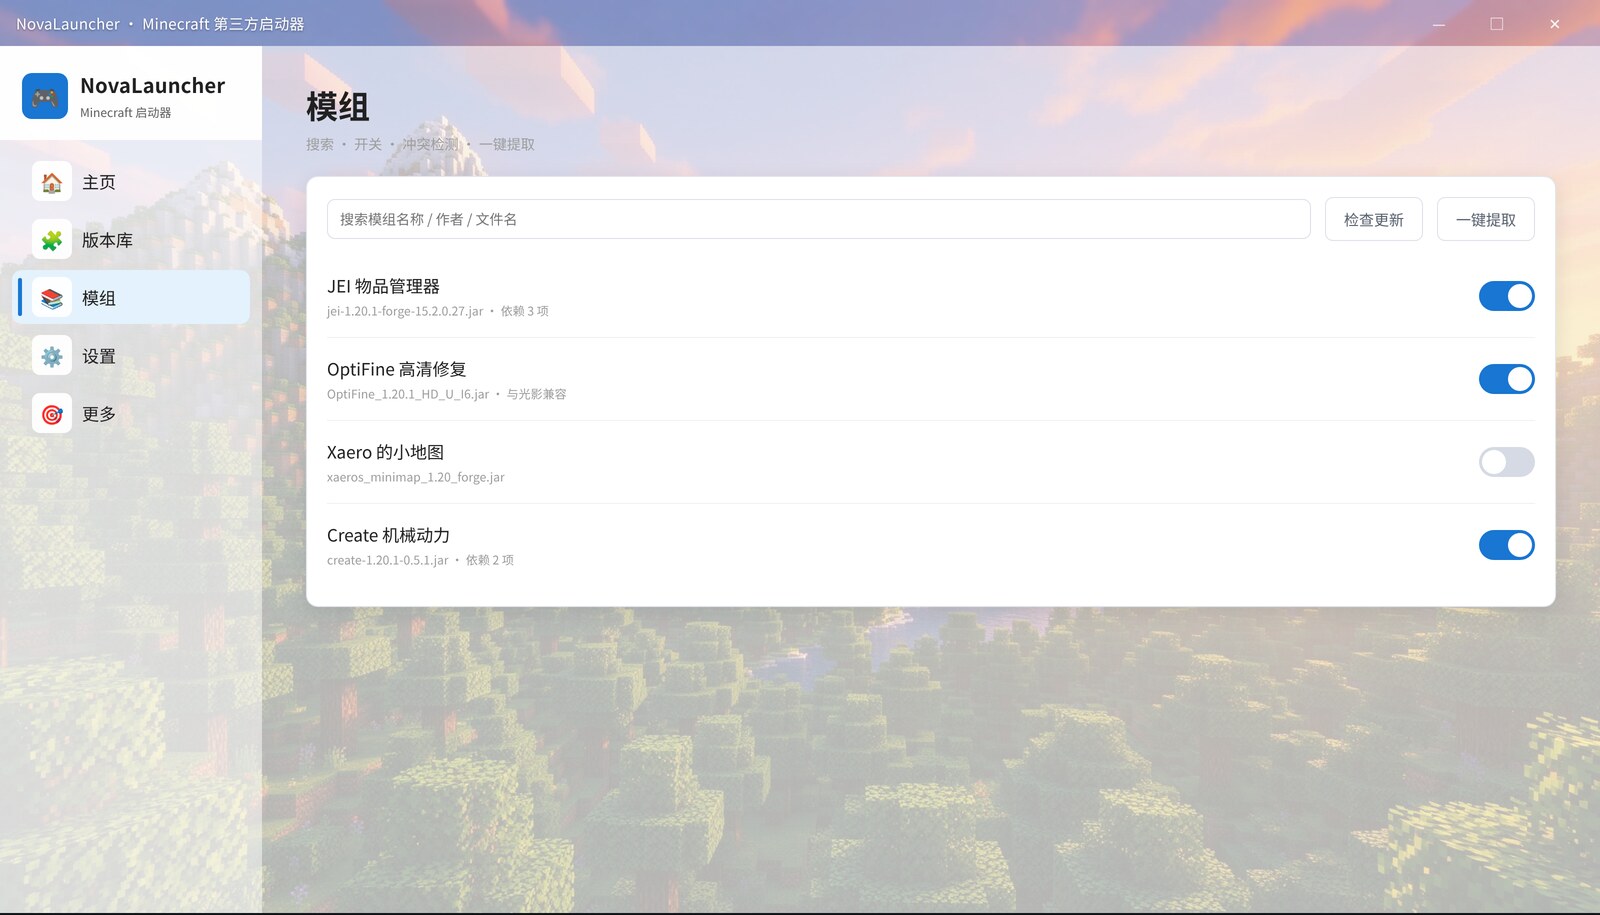 NovaLauncher • Minecraft 第三方启动器
NovaLauncher
Minecraft 启动器
主页
版本库
模组
设置
更多
模组
搜索 • 开关 • 冲突检测 • 一键提取
搜索模组名称 / 作者 / 文件名
检查更新
一键提取
JEI 物品管理器
jei-1.20.1-forge-15.2.0.27.jar • 依赖 3 项
OptiFine 高清修复
OptiFine_1.20.1_HD_U_I6.jar • 与光影兼容
Xaero 的小地图
xaeros_minimap_1.20_forge.jar
Create 机械动力
create-1.20.1-0.5.1.jar • 依赖 2 项